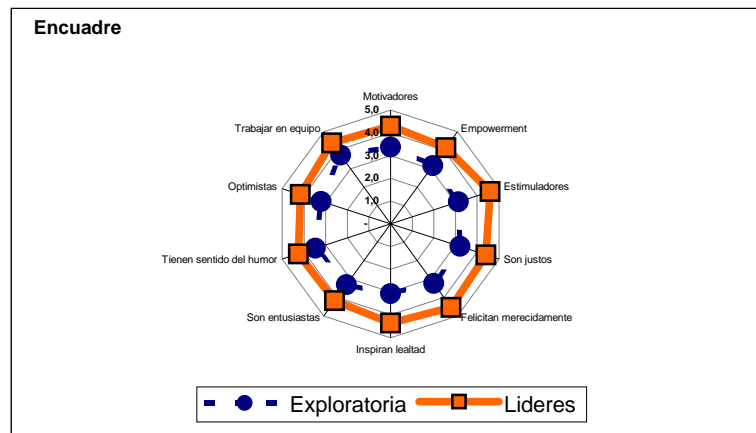 Encuadre
Motivadores
5,0
Trabajar en equipo
4,0
Empowerment
3,0
2,0
Optimistas
Estimuladores
1,0
-
Tienen sentido del humor
Son justos
Son entusiastas
Felicitan merecidamente
Inspiran lealtad
Exploratoria
Lideres